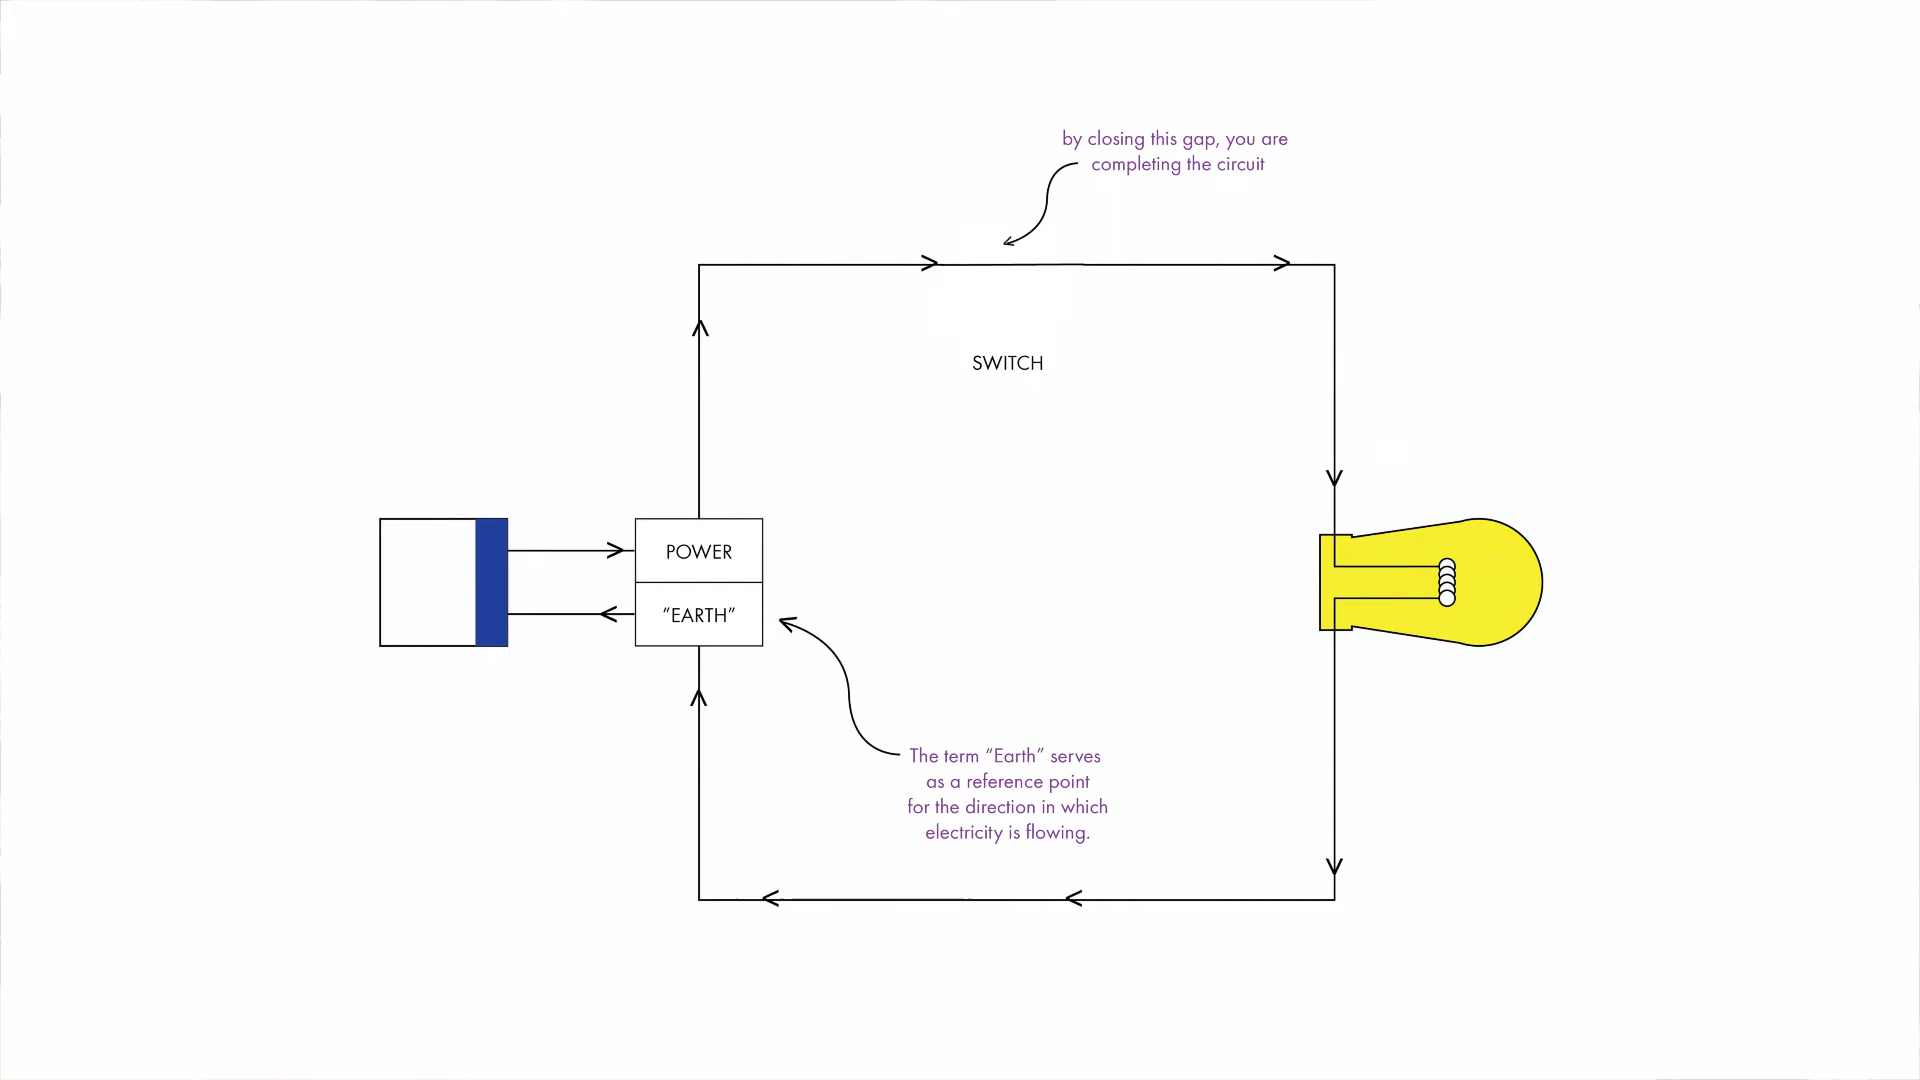 by closing this gap, you are
completing the circuit
SWITCH
POWER
”EARTH”
The term “Earth” serves
as a reference point
for the direction in which
electricity is flowing.